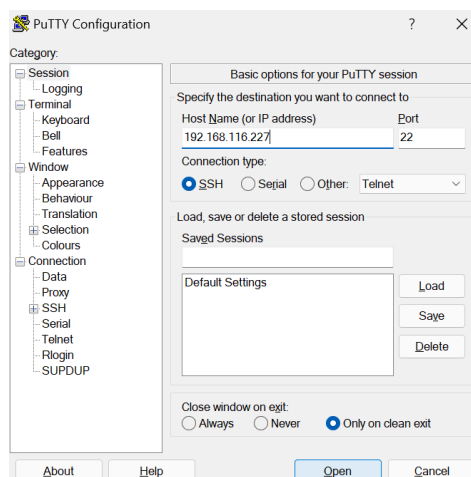 PuTTY Configuration ? X
Category:
Session
Logging
Terminal
Keyboard
Bell
Features
Window
Appearance
Behaviour
Translation
Selection
Colours
Connection
Data
Proxy
SSH
Serial
Telnet
Rlogin
SUPDUP
Basic options for your PuTTY session
Specify the destination you want to connect to
Host Name (or IP address) Port
192.168.116.227 22
Connection type:
SSH Serial Other: Telnet
Load, save or delete a stored session
Saved Sessions
Default Settings
Load
Save
Delete
Close window on exit:
Always Never Only on clean exit
About Help Open Cancel